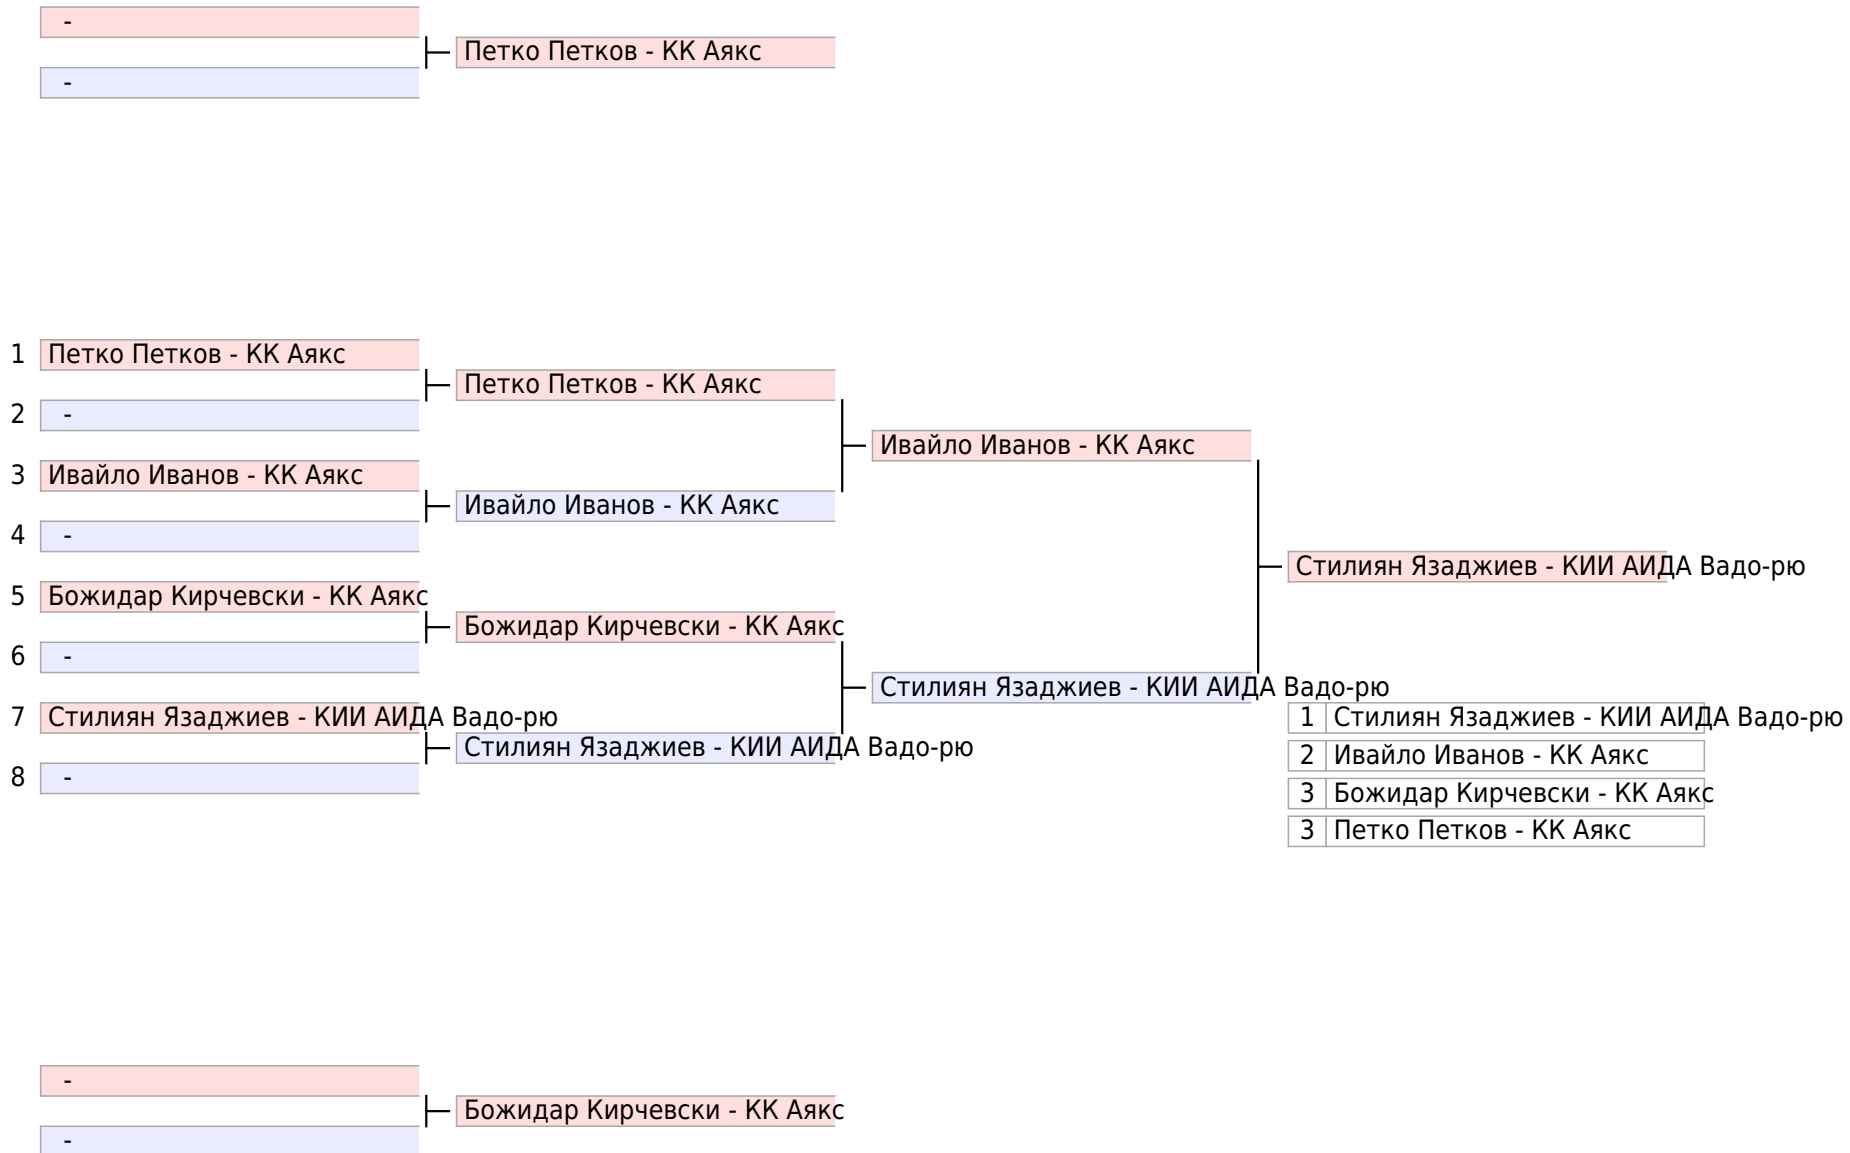 -
Петко Петков - КК Аякс
-
1 Петко Петков - КК Аякс
Петко Петков - КК Аякс
2 -
Ивайло Иванов - КК Аякс
3 Ивайло Иванов - КК Аякс
Ивайло Иванов - КК Аякс
4 -
Стилиян Язаджиев - КИИ АИДА Вадо-рю
5 Божидар Кирчевски - КК Аякс
Божидар Кирчевски - КК Аякс
6 -
Стилиян Язаджиев - КИИ АИДА Вадо-рю
7 Стилиян Язаджиев - КИИ АИДА Вадо-рю
Стилиян Язаджиев - КИИ АИДА Вадо-рю
8 -
1 Стилиян Язаджиев - КИИ АИДА Вадо-рю
2 Ивайло Иванов - КК Аякс
3 Божидар Кирчевски - КК Аякс
3 Петко Петков - КК Аякс
-
Божидар Кирчевски - КК Аякс
-